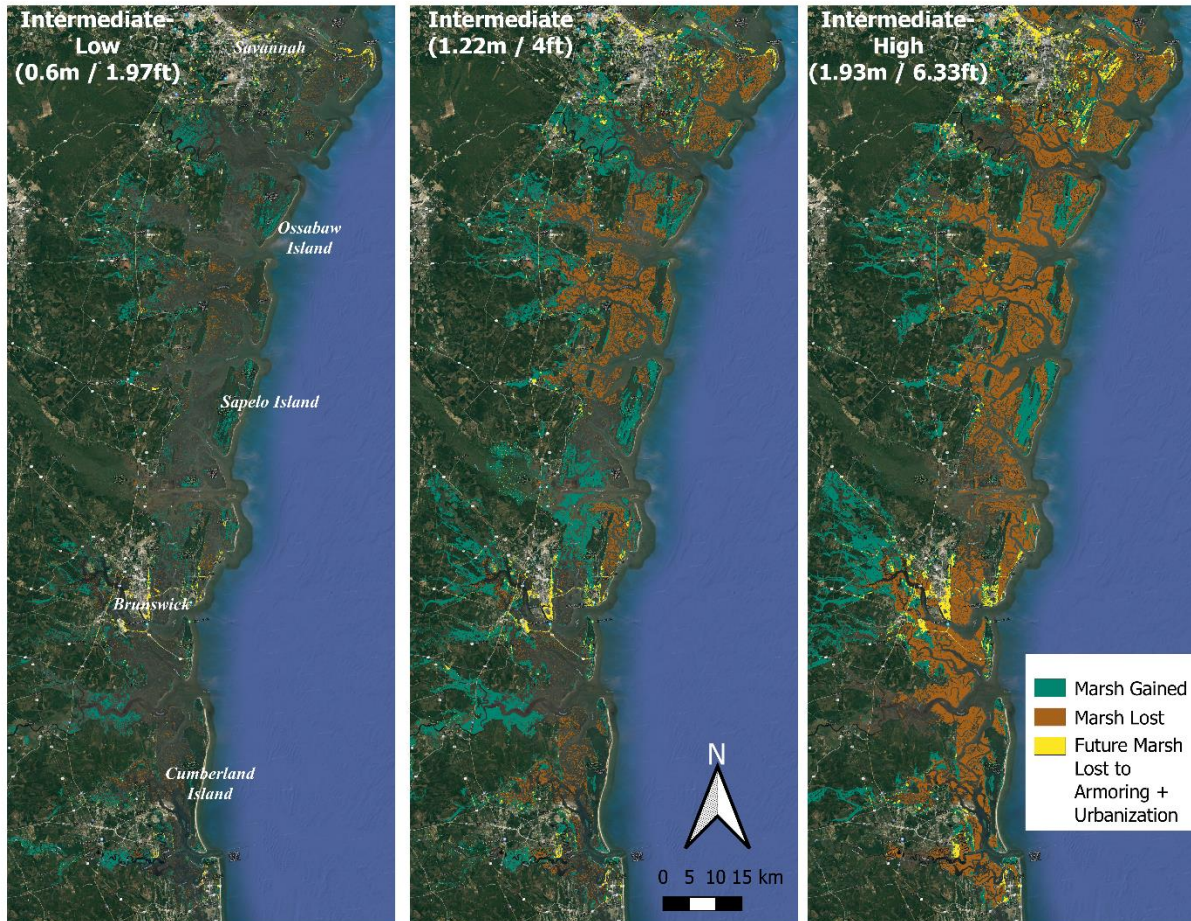 Intermediate-
Low
(0.6m / 1.97ft)
Savannah
Ossabaw
Island
Sapelo Island
Brunswick
Cumberland
Island
Intermediate
(1.22m / 4ft)
N
0 5 10 15 km
Intermediate-
High
(1.93m / 6.33ft)
Marsh Gained
Marsh Lost
Future Marsh
Lost to
Armoring +
Urbanization